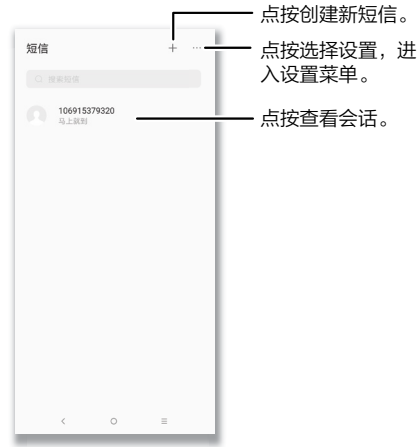 点按创建新短信。
短信
点按选择设置，进
入设置菜单。
搜索短信
106915379320
马上就到
点按查看会话。